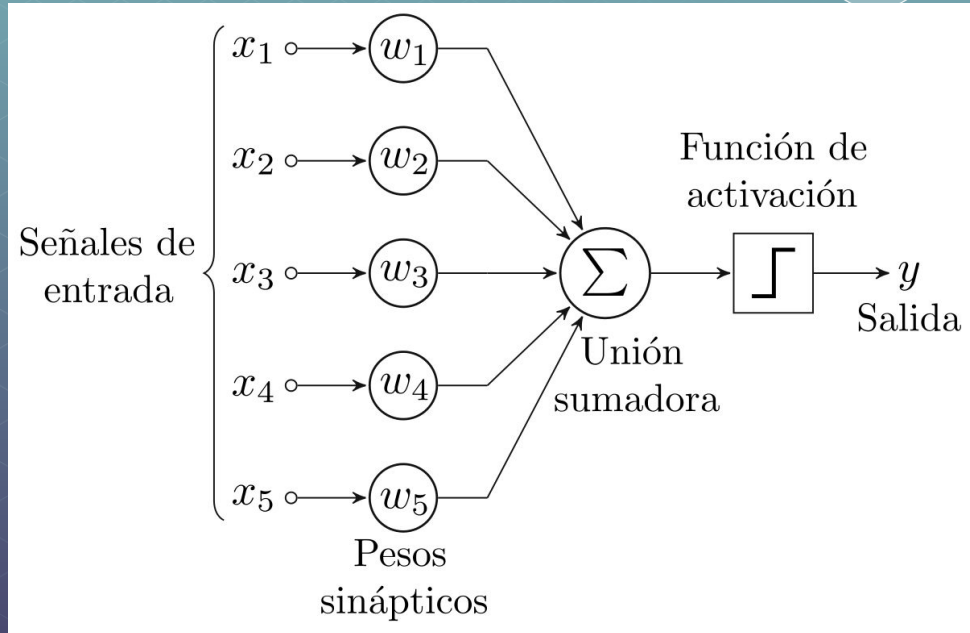 x1
w1
x2
w2
Función de
activación
Señales de
entrada
x3
w3
∑
y
Salida
Unión
sumadora
x4
w4
x5
w5
Pesos
sinápticos